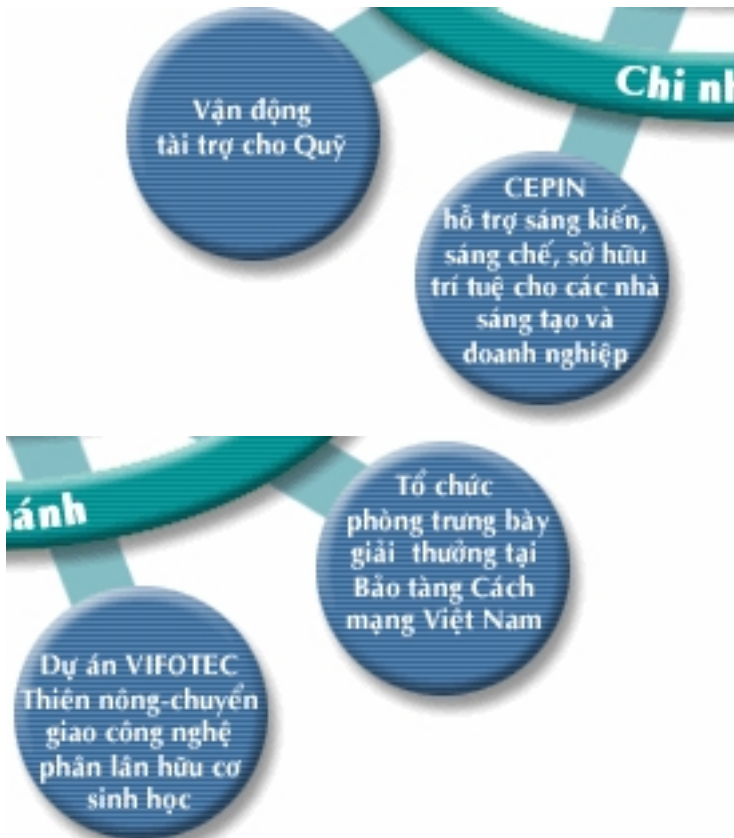 Vận động
tài trợ cho Quỹ
Chi nh
CEPIN
hỗ trợ sáng kiến,
sáng chế, sở hữu
trí tuệ cho các nhà
sáng tạo và
doanh nghiệp
ánh
Tổ chức
phòng trưng bày
giải thưởng tại
Bảo tàng Cách
mạng Việt Nam
Dự án VIFOTEC
Thiên nông-chuyển
giao công nghệ
phân lân hữu cơ
sinh học